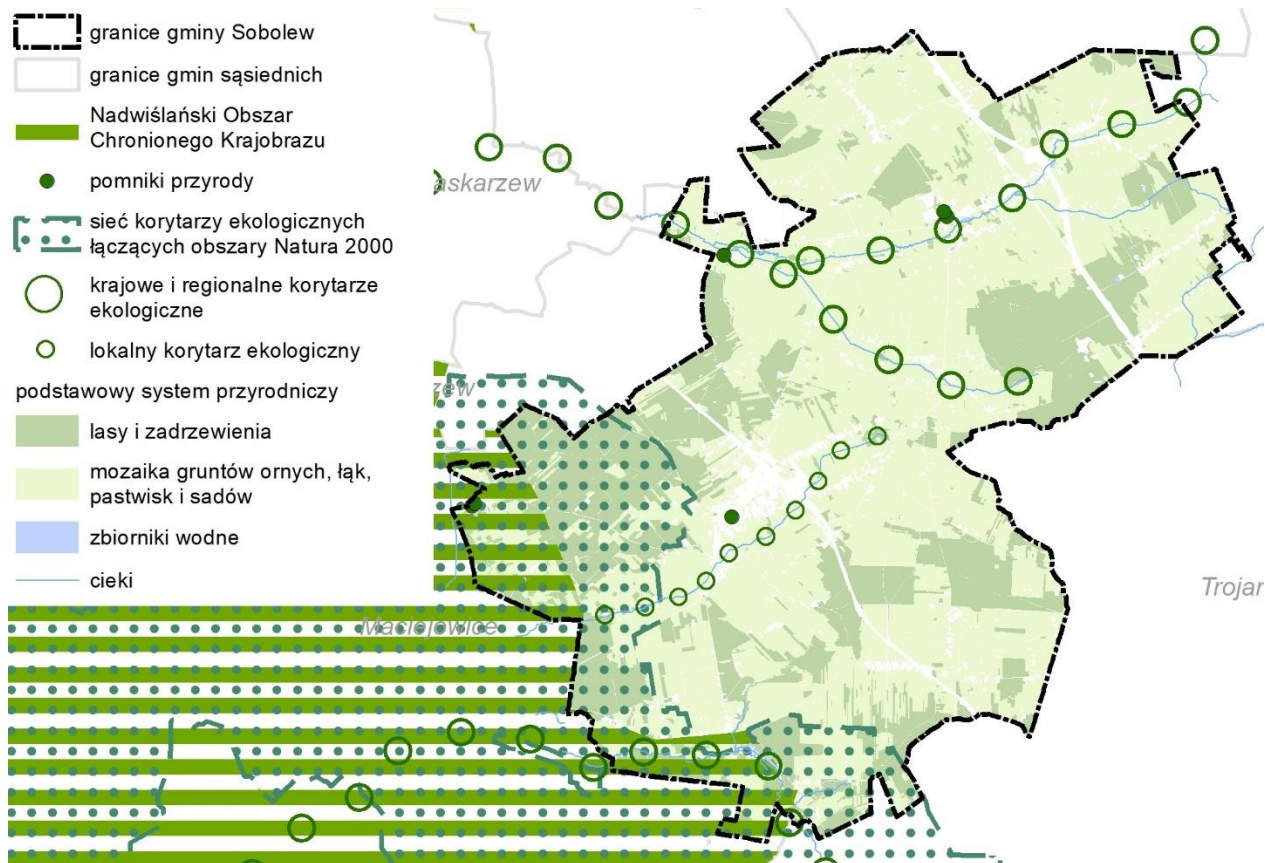 granice gminy Sobolew
granice gmin sąsiednich
Nadwiślański Obszar
Chronionego Krajobrazu
pomniki przyrody
sieć korytarzy ekologicznych
łączących obszary Natura 2000
krajowe i regionalne korytarze
ekologiczne
lokalny korytarz ekologiczny
podstawowy system przyrodniczy
lasy i zadrzewienia
mozaika gruntów ornych, łąk,
pastwisk i sadów
zbiorniki wodne
cieki
askarzew
zew
Maciejowice
Trojan